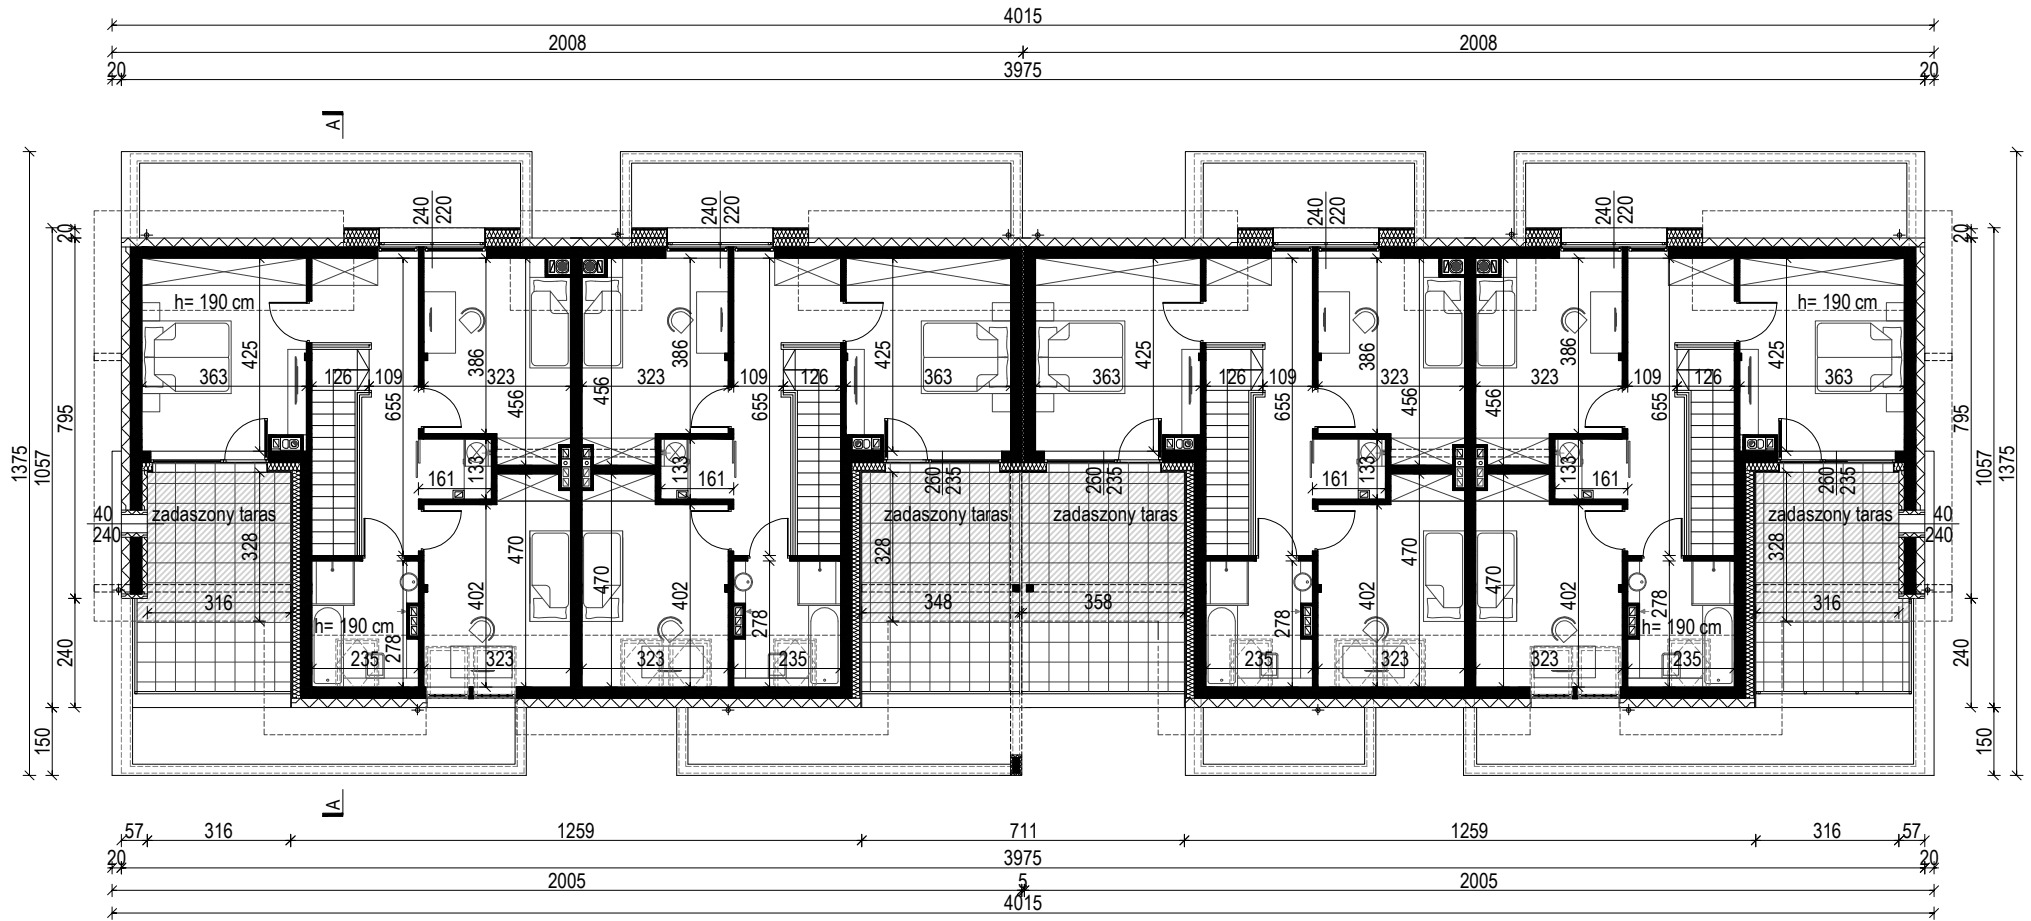 4015
2008 2008
20 3975 20
A
240 220 240 220 240 220 240 220
20 20
h= 190 cm h= 190 cm
425 386 386 425 425 386 386 425
363 126 109 323 323 109 126 363 363 126 109 323 323 109 126 363
655 456 456 655 655 456 456 655
1375 1057 795 795 1057 1375
161 133 133 161 161 133 133 161
260 235 260 235 260 235
40 240 40 240
zadaszony taras zadaszony taras zadaszony taras zadaszony taras
328 328 328
470 470 470 470
402 402 402 402
316 348 358 316
h= 190 cm h= 190 cm
278 278 278 278
235 323 323 235 235 323 323 235
240 240
150 150
A
57 316 1259 711 1259 316 57
20 3975 20
2005 5 2005
4015